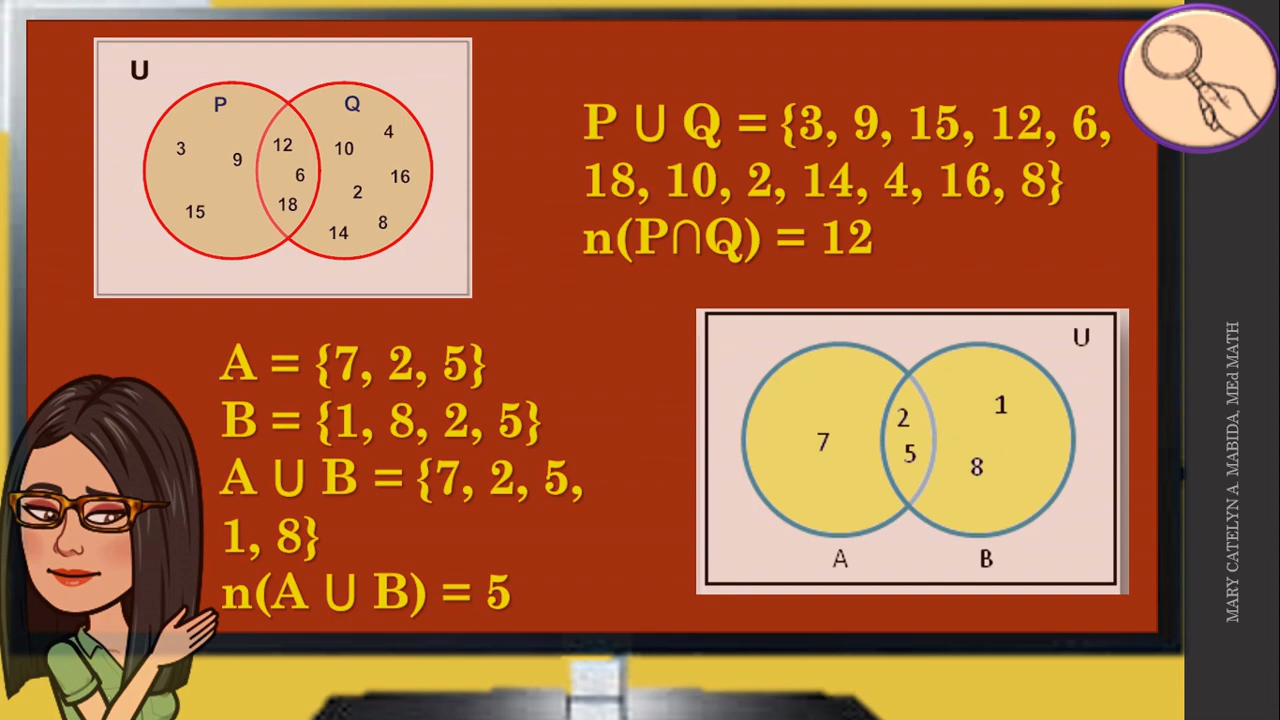 U
P Q
3 9 12 10 4
6 16
15 18 2
14 8
P ∪ Q = {3, 9, 15, 12, 6,
18, 10, 2, 14, 4, 16, 8}
n(P∩Q) = 12
A = {7, 2, 5}
B = {1, 8, 2, 5}
A ∪ B = {7, 2, 5,
1, 8}
n(A ∪ B) = 5
U
2 1
7 5 8
A B
MARY CATELYN A. MABIDA, MEd MATH